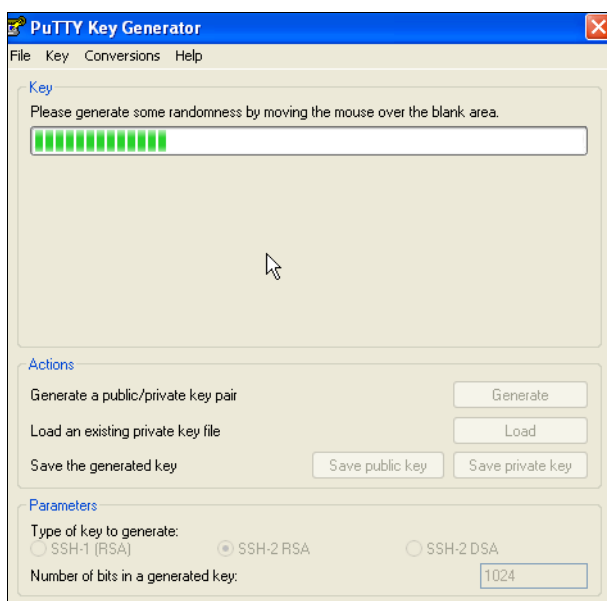 PuTTY Key Generator
File Key Conversions Help
Key
Please generate some randomness by moving the mouse over the blank area.
Actions
Generate a public/private key pair Generate
Load an existing private key file Load
Save the generated key Save public key Save private key
Parameters
Type of key to generate:
SSH-1 (RSA) SSH-2 RSA SSH-2 DSA
Number of bits in a generated key: 1024